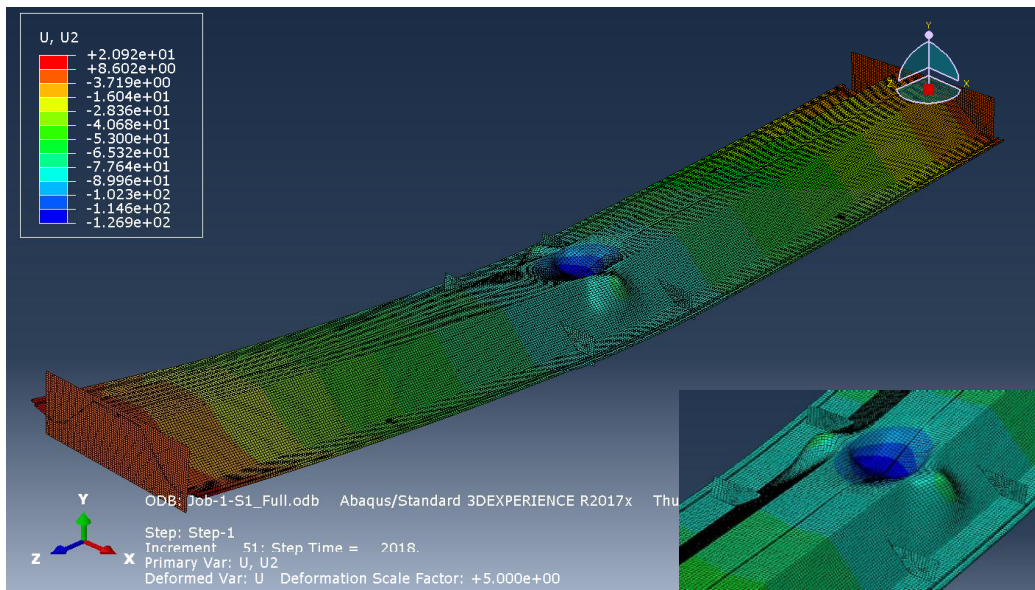 U, U2
+2.092e+01
+8.602e+00
-3.719e+00
-1.604e+01
-2.836e+01
-4.068e+01
-5.300e+01
-6.532e+01
-7.764e+01
-8.996e+01
-1.023e+02
-1.146e+02
-1.269e+02
Y
Z X
Y
Z X
ODB: Job-1-S1_Full.odb Abaqus/Standard 3DEXPERIENCE R2017x Thu
Step: Step-1
Increment 51: Step Time = 2018.
Primary Var: U, U2
Deformed Var: U Deformation Scale Factor: +5.000e+00